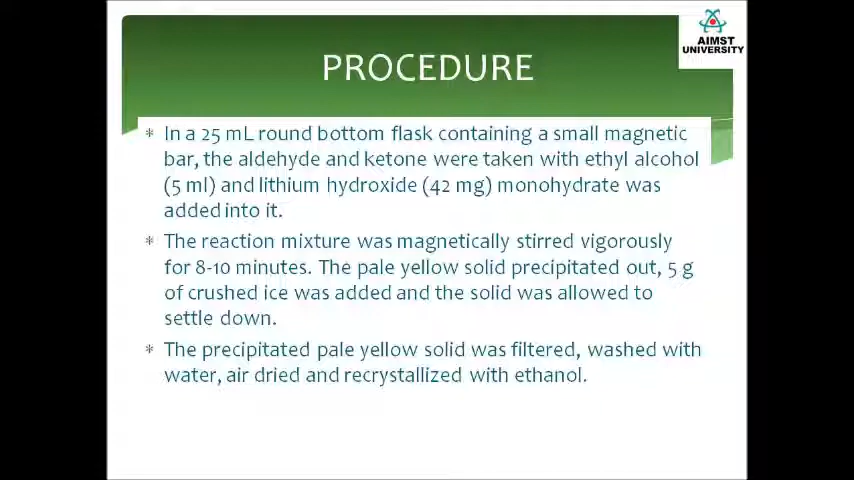 AIMST
UNIVERSITY
PROCEDURE
* In a 25 mL round bottom flask containing a small magnetic
bar, the aldehyde and ketone were taken with ethyl alcohol
(5 ml) and lithium hydroxide (42 mg) monohydrate was
added into it.
* The reaction mixture was magnetically stirred vigorously
for 8-10 minutes. The pale yellow solid precipitated out, 5 g
of crushed ice was added and the solid was allowed to
settle down.
* The precipitated pale yellow solid was filtered, washed with
water, air dried and recrystallized with ethanol.